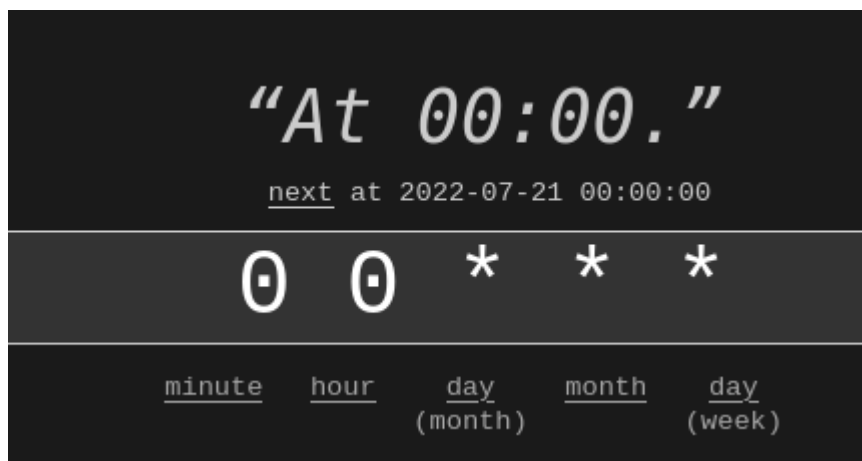 “At 00:00.”
next at 2022-07-21 00:00:00
0 0 * * *
minute hour day month day
(month) (week)